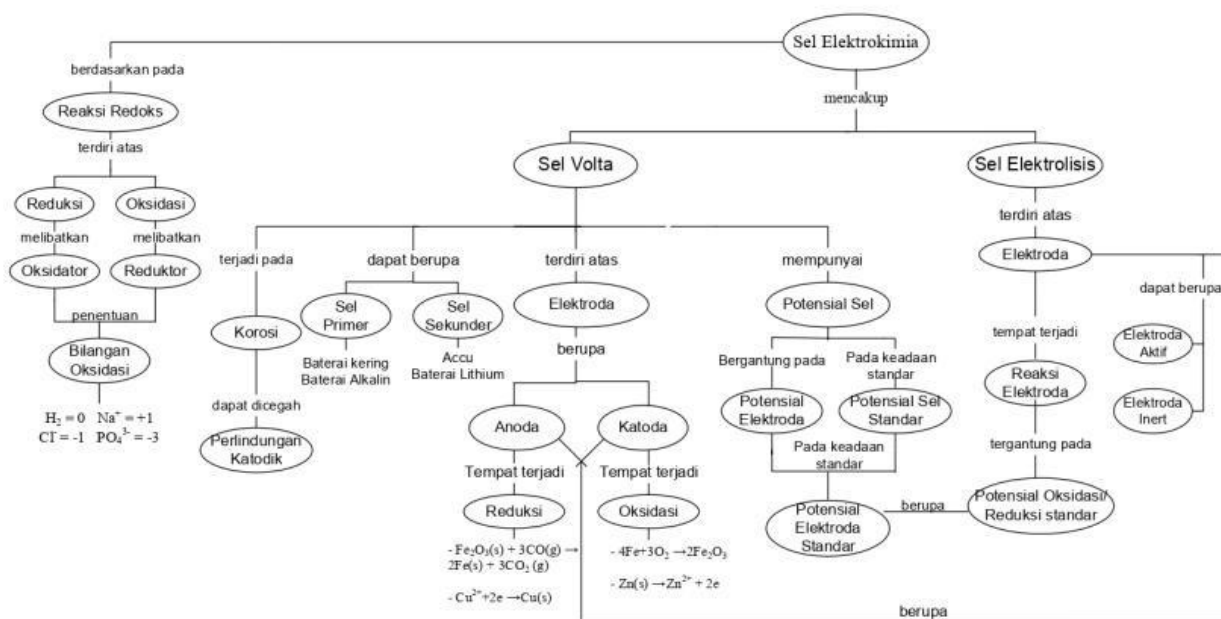 Sel Elektrokimia
berdasarkan pada
mencakup
Reaksi Redoks
terdiri atas
Reduksi
Oksidasi
melibatkan
melibatkan
Oksidator
Reduktor
penentuan
Bilangan
Oksidasi
H₂ = 0 Na⁺ = +1
Cl⁻ = -1 PO₄³⁻ = -3
Sel Volta
terjadi pada
Korosi
dapat dicegah
Perlindungan
Katodik
dapat berupa
Sel
Primer
Baterai kering
Baterai Alkalin
Sel
Sekunder
Accu
Baterai Lithium
terdiri atas
Elektroda
berupa
Anoda
Katoda
Tempat terjadi
Tempat terjadi
Reduksi
Oksidasi
- Fe₂O₃(s) + 3CO(g) →
2Fe(s) + 3CO₂ (g)
- Cu²⁺+2e →Cu(s)
- 4Fe+3O₂ →2Fe₂O₃
- Zn(s) →Zn²⁺ + 2e
mempunyai
Potensial Sel
Bergantung pada
Pada keadaan
standar
Potensial
Elektroda
Potensial Sel
Standar
Pada keadaan
standar
Potensial
Elektroda
Standar
berupa
Sel Elektrolisis
terdiri atas
Elektroda
tempat terjadi
Reaksi
Elektroda
tergantung pada
Potensial Oksidasi/
Reduksi standar
dapat berupa
Elektroda
Aktif
Elektroda
Inert
berupa